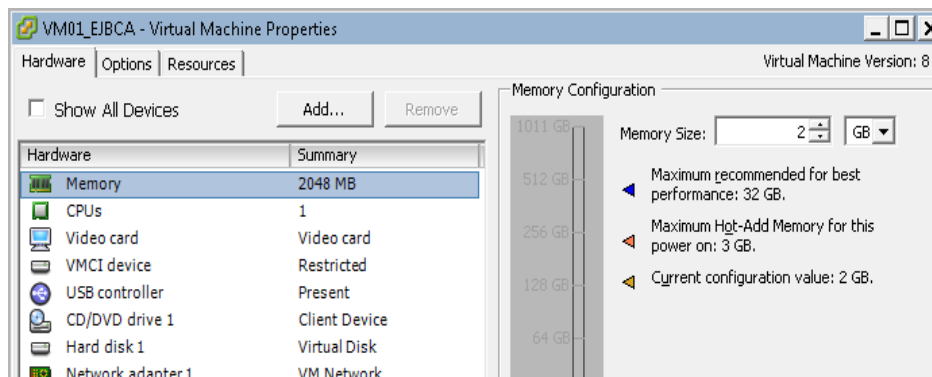 VM01_EJBCA - Virtual Machine Properties
Hardware Options Resources
Virtual Machine Version: 8
Show All Devices
Add...
Remove
Hardware Summary
Memory 2048 MB
CPUs 1
Video card Video card
VMCI device Restricted
USB controller Present
CD/DVD drive 1 Client Device
Hard disk 1 Virtual Disk
Network adapter 1 VM Network
Memory Configuration
1011 GB
512 GB
256 GB
128 GB
64 GB
Memory Size: 2 GB
Maximum recommended for best
performance: 32 GB.
Maximum Hot-Add Memory for this
power on: 3 GB.
Current configuration value: 2 GB.